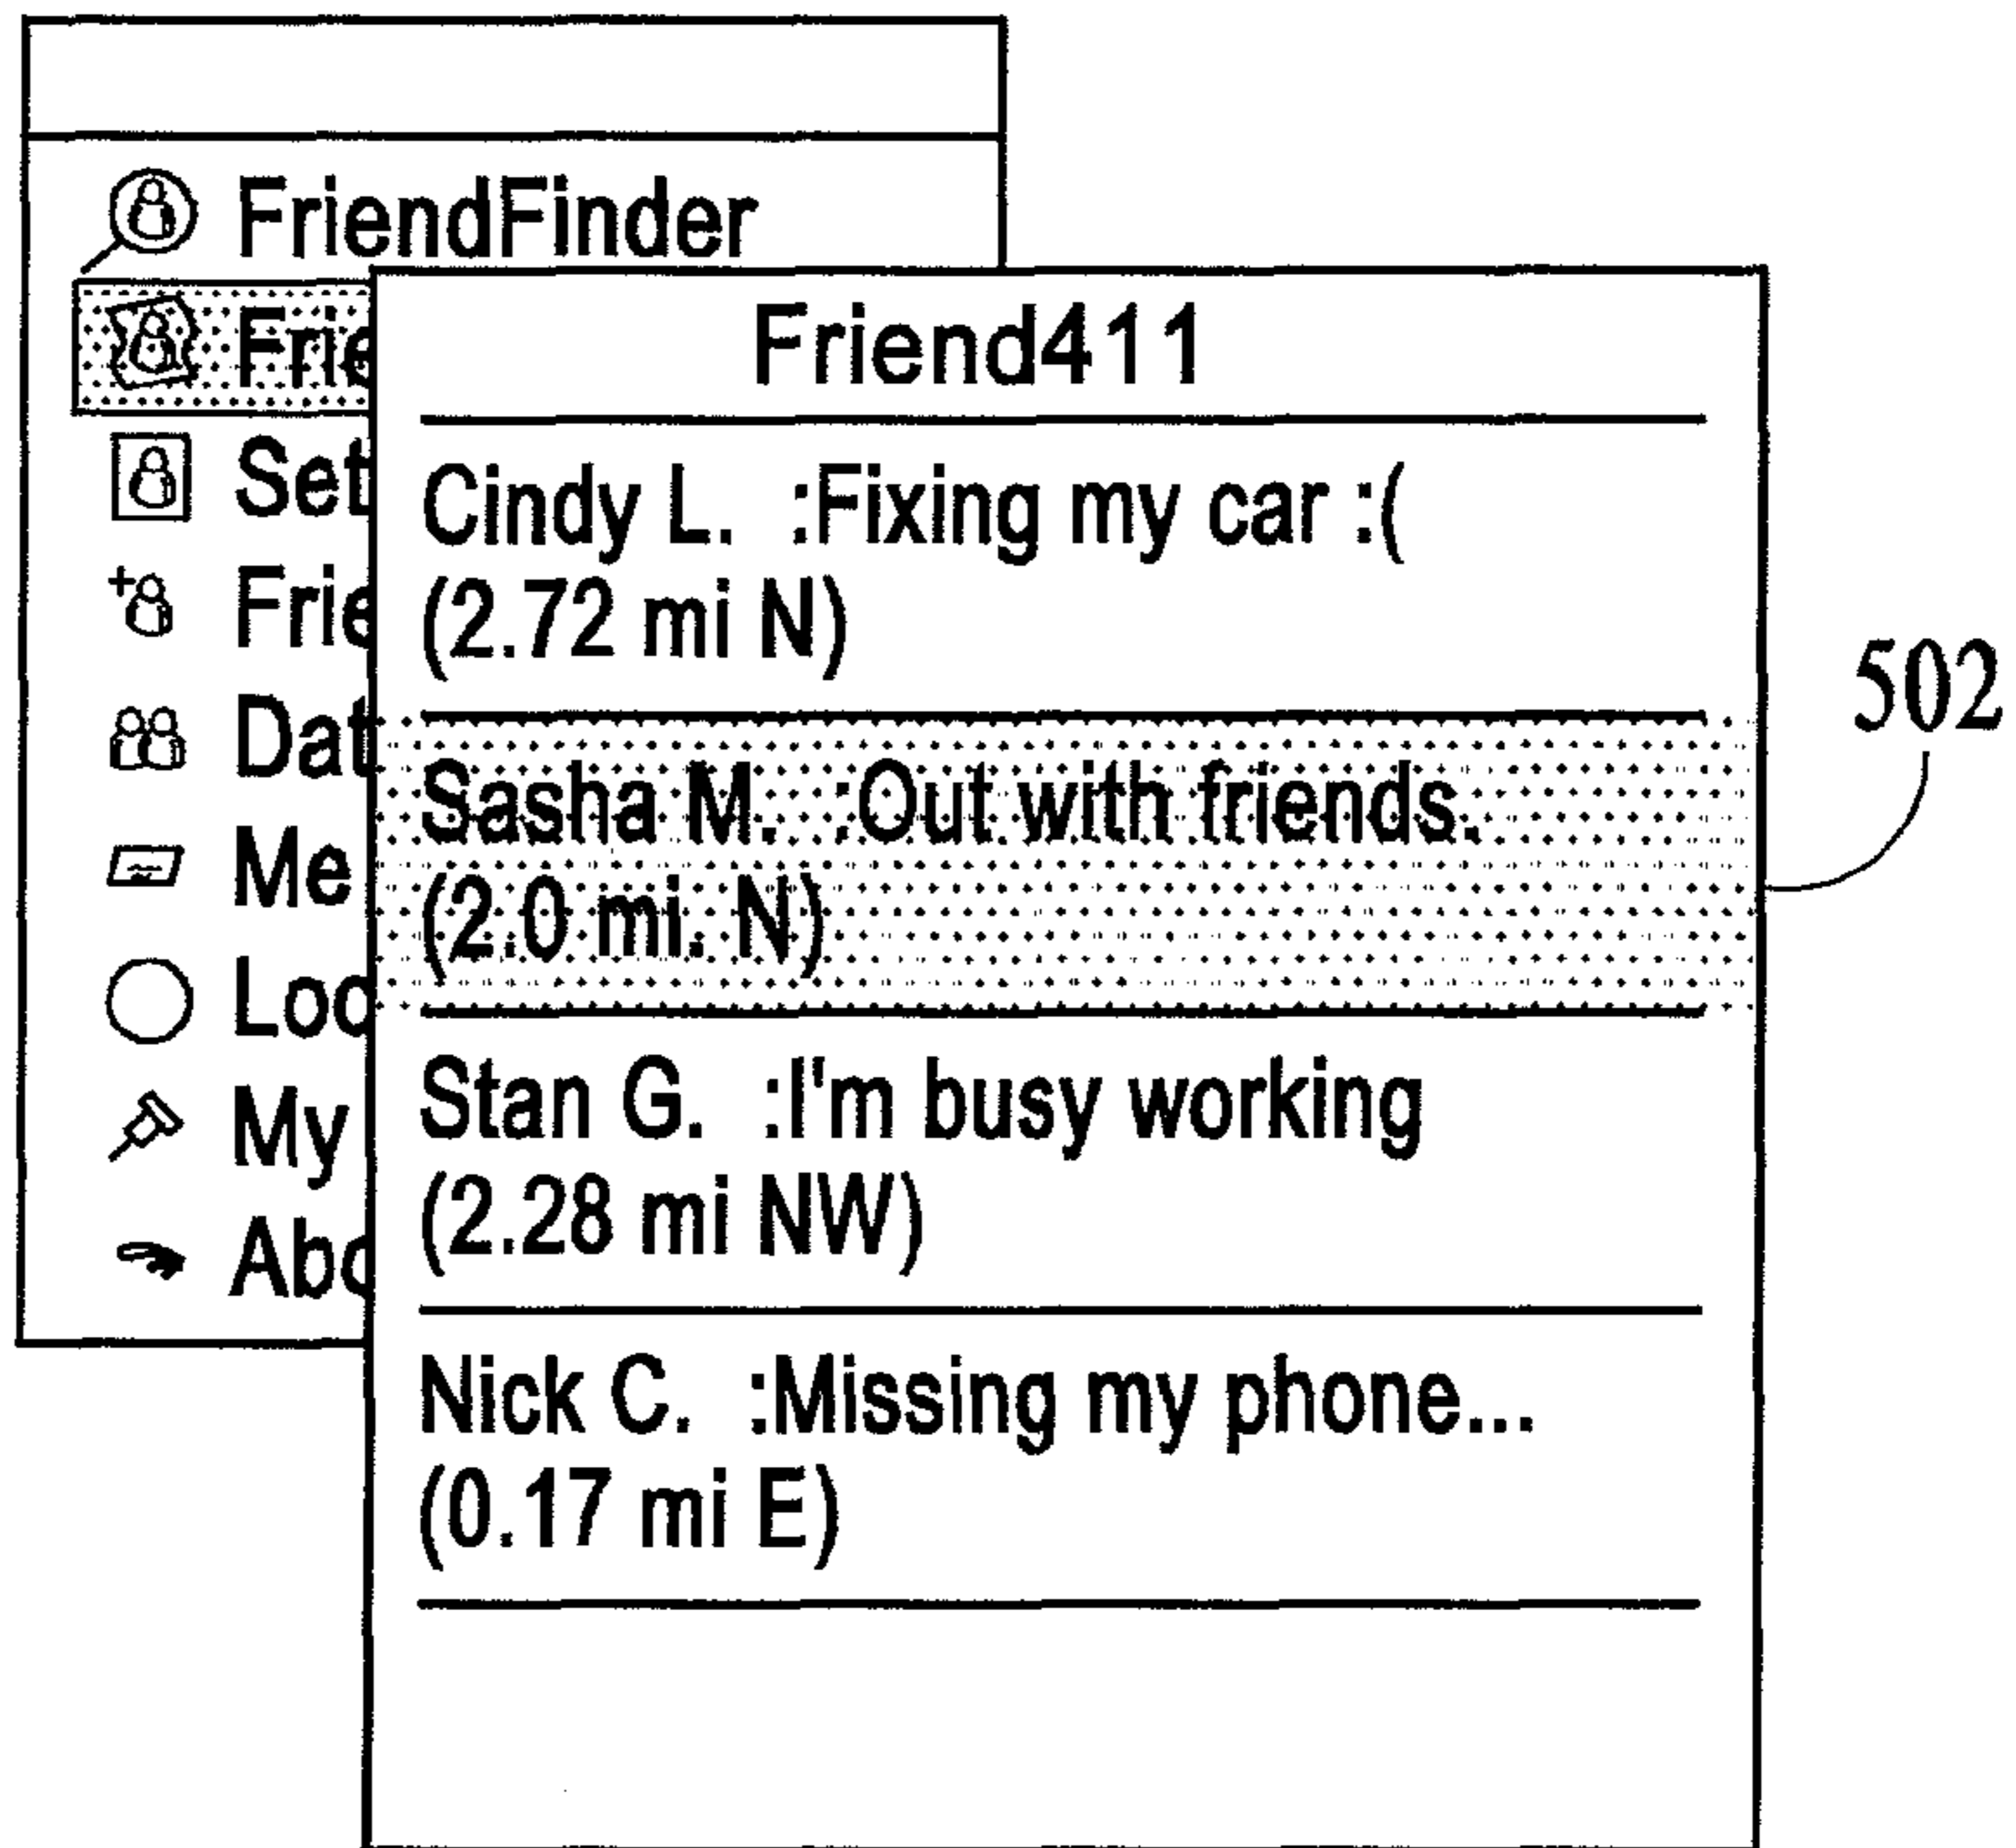 FriendFinder
Frie
Set
Frie
Dat
Me
Loc
My
Abo
Friend411
Cindy L. :Fixing my car :(
(2.72 mi N)
Sasha M. :Out with friends.
(2.0 mi. N)
Stan G. :I'm busy working
(2.28 mi NW)
Nick C. :Missing my phone...
(0.17 mi E)
502